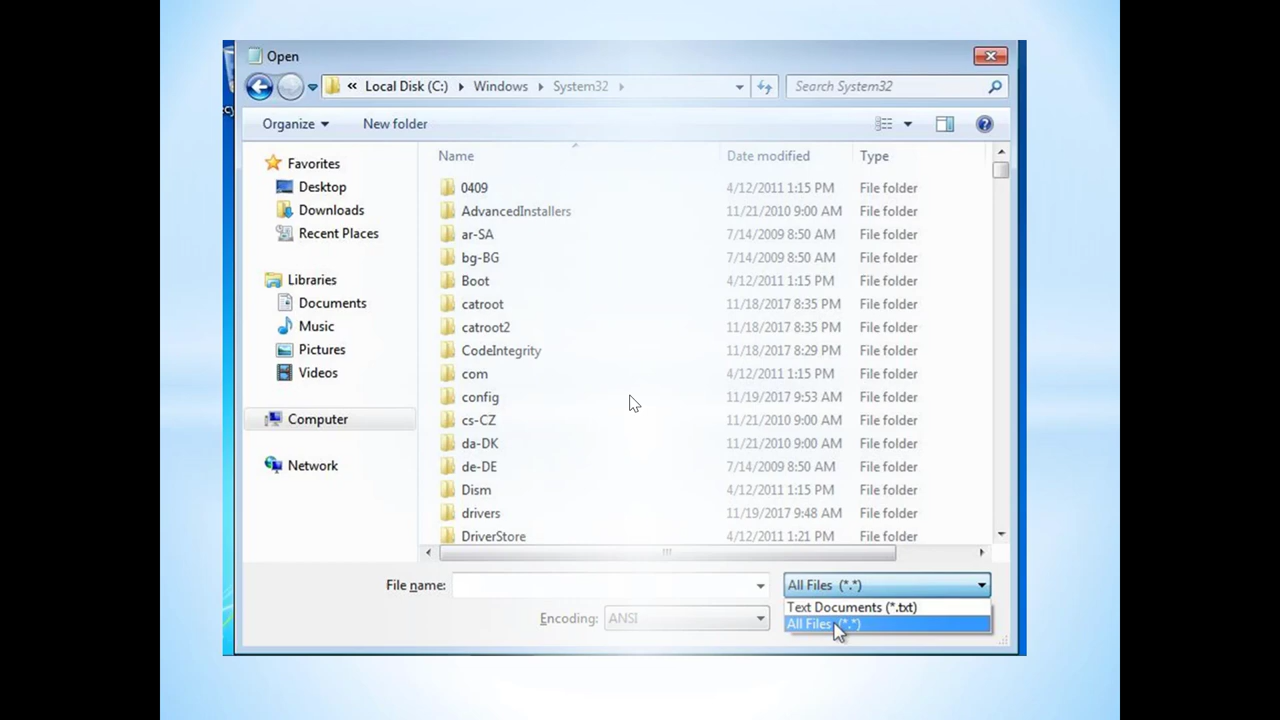 Open
« Local Disk (C:) Windows System32 Search System32
Organize New folder
Name Date modified Type
Favorites
Desktop
Downloads
Recent Places
Libraries
Documents
Music
Pictures
Videos
Computer
Network
0409 4/12/2011 1:15 PM File folder
AdvancedInstallers 11/21/2010 9:00 AM File folder
ar-SA 7/14/2009 8:50 AM File folder
bg-BG 7/14/2009 8:50 AM File folder
Boot 4/12/2011 1:15 PM File folder
catroot 11/18/2017 8:35 PM File folder
catroot2 11/18/2017 8:35 PM File folder
CodeIntegrity 11/18/2017 8:29 PM File folder
com 4/12/2011 1:15 PM File folder
config 11/19/2017 9:53 AM File folder
cs-CZ 11/21/2010 9:00 AM File folder
da-DK 11/21/2010 9:00 AM File folder
de-DE 7/14/2009 8:50 AM File folder
Dism 4/12/2011 1:15 PM File folder
drivers 11/19/2017 9:48 AM File folder
DriverStore 4/12/2011 1:21 PM File folder
File name: All Files (*.*)
Text Documents (*.txt)
Encoding: ANSI All Files (*.*)